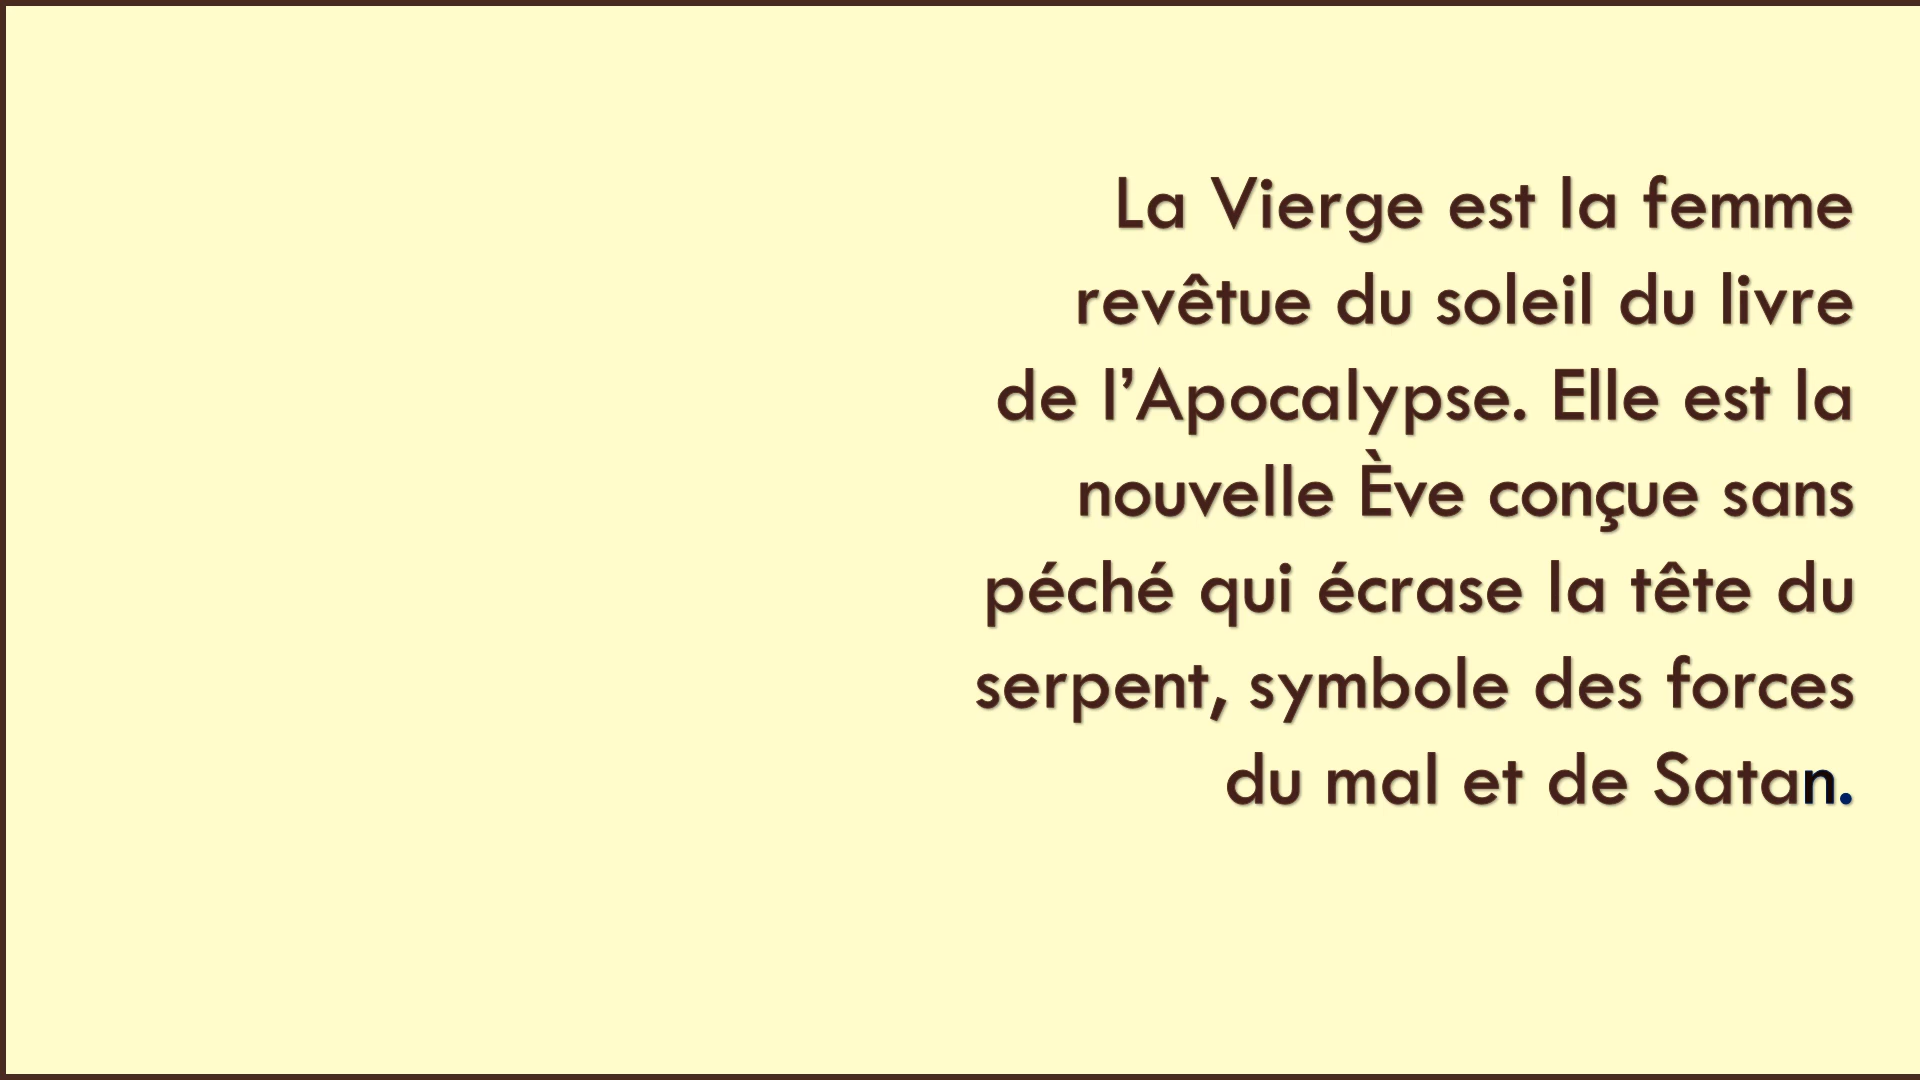 La Vierge est la femme
revêtue du soleil du livre
de l’Apocalypse. Elle est la
nouvelle Ève conçue sans
péché qui écrase la tête du
serpent, symbole des forces
du mal et de Satan.